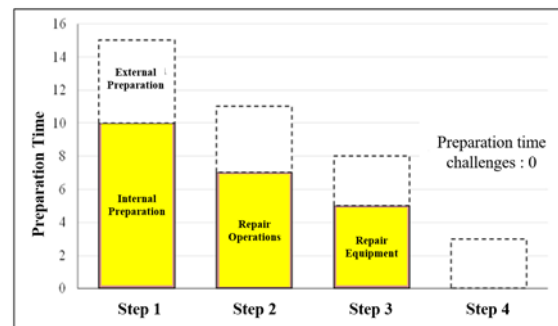 Preparation Time
16
14
12
10
8
6
4
2
0
External
Preparation
Internal
Preparation
Repair
Operations
Repair
Equipment
Preparation time
challenges : 0
Step 1
Step 2
Step 3
Step 4